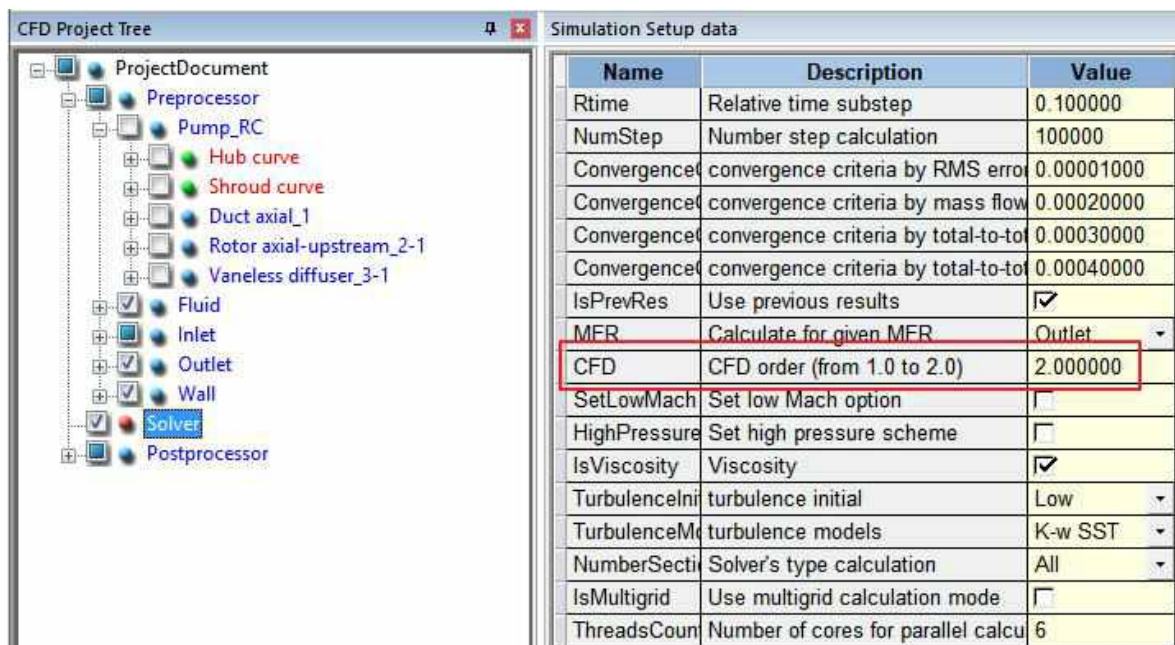 CFD Project Tree
ProjectDocument
Preprocessor
Pump_RC
Hub curve
Shroud curve
Duct axial_1
Rotor axial-upstream_2-1
Vaneless diffuser_3-1
Fluid
Inlet
Outlet
Wall
Solver
Postprocessor
Simulation Setup data
Name Description Value
Rtime Relative time substep 0.100000
NumStep Number step calculation 100000
Convergence convergence criteria by RMS erro 0.00001000
Convergence convergence criteria by mass flow 0.00020000
Convergence convergence criteria by total-to-tot 0.00030000
Convergence convergence criteria by total-to-tot 0.00040000
IsPrevRes Use previous results
MFR Calculate for given MFR Outlet
CFD CFD order (from 1.0 to 2.0) 2.000000
SetLowMach Set low Mach option
HighPressure Set high pressure scheme
IsViscosity Viscosity
TurbulenceIni turbulence initial Low
TurbulenceMo turbulence models K-w SST
NumberSecti Solver's type calculation All
IsMultigrid Use multigrid calculation mode
ThreadsCoun Number of cores for parallel calcu 6